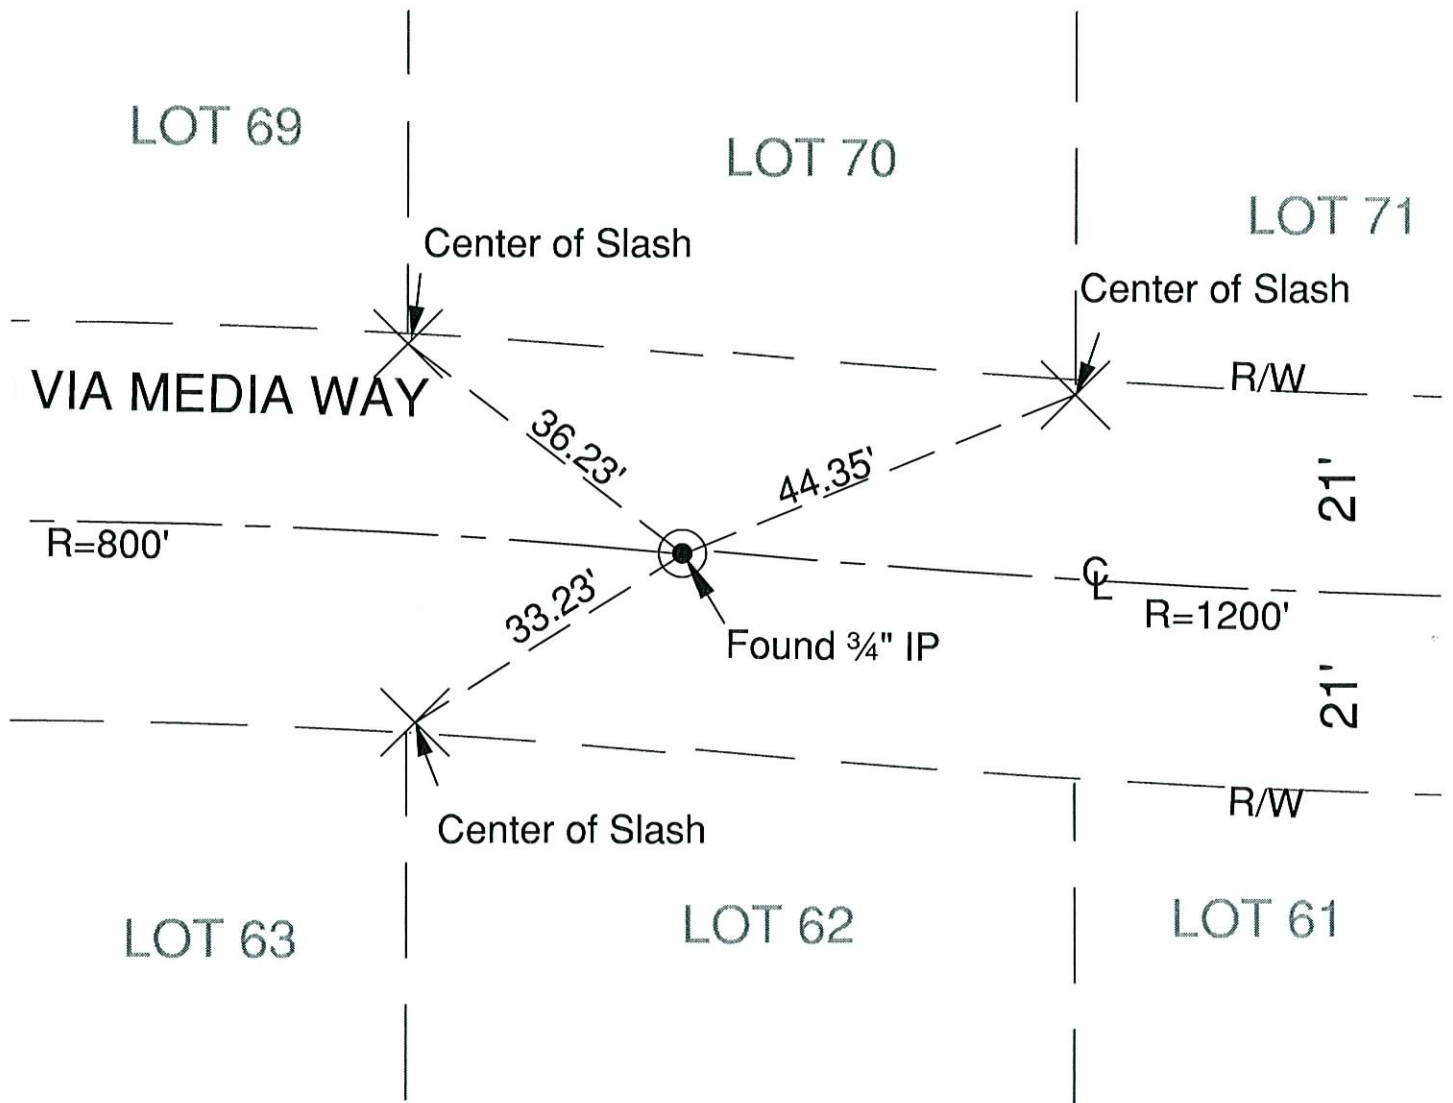 LOT 69
LOT 70
LOT 71
Center of Slash
Center of Slash
R/W
VIA MEDIA WAY
36.23'
44.35'
21'
R=800'
℄
R=1200'
33.23'
Found ¾" IP
21'
R/W
Center of Slash
LOT 63
LOT 62
LOT 61